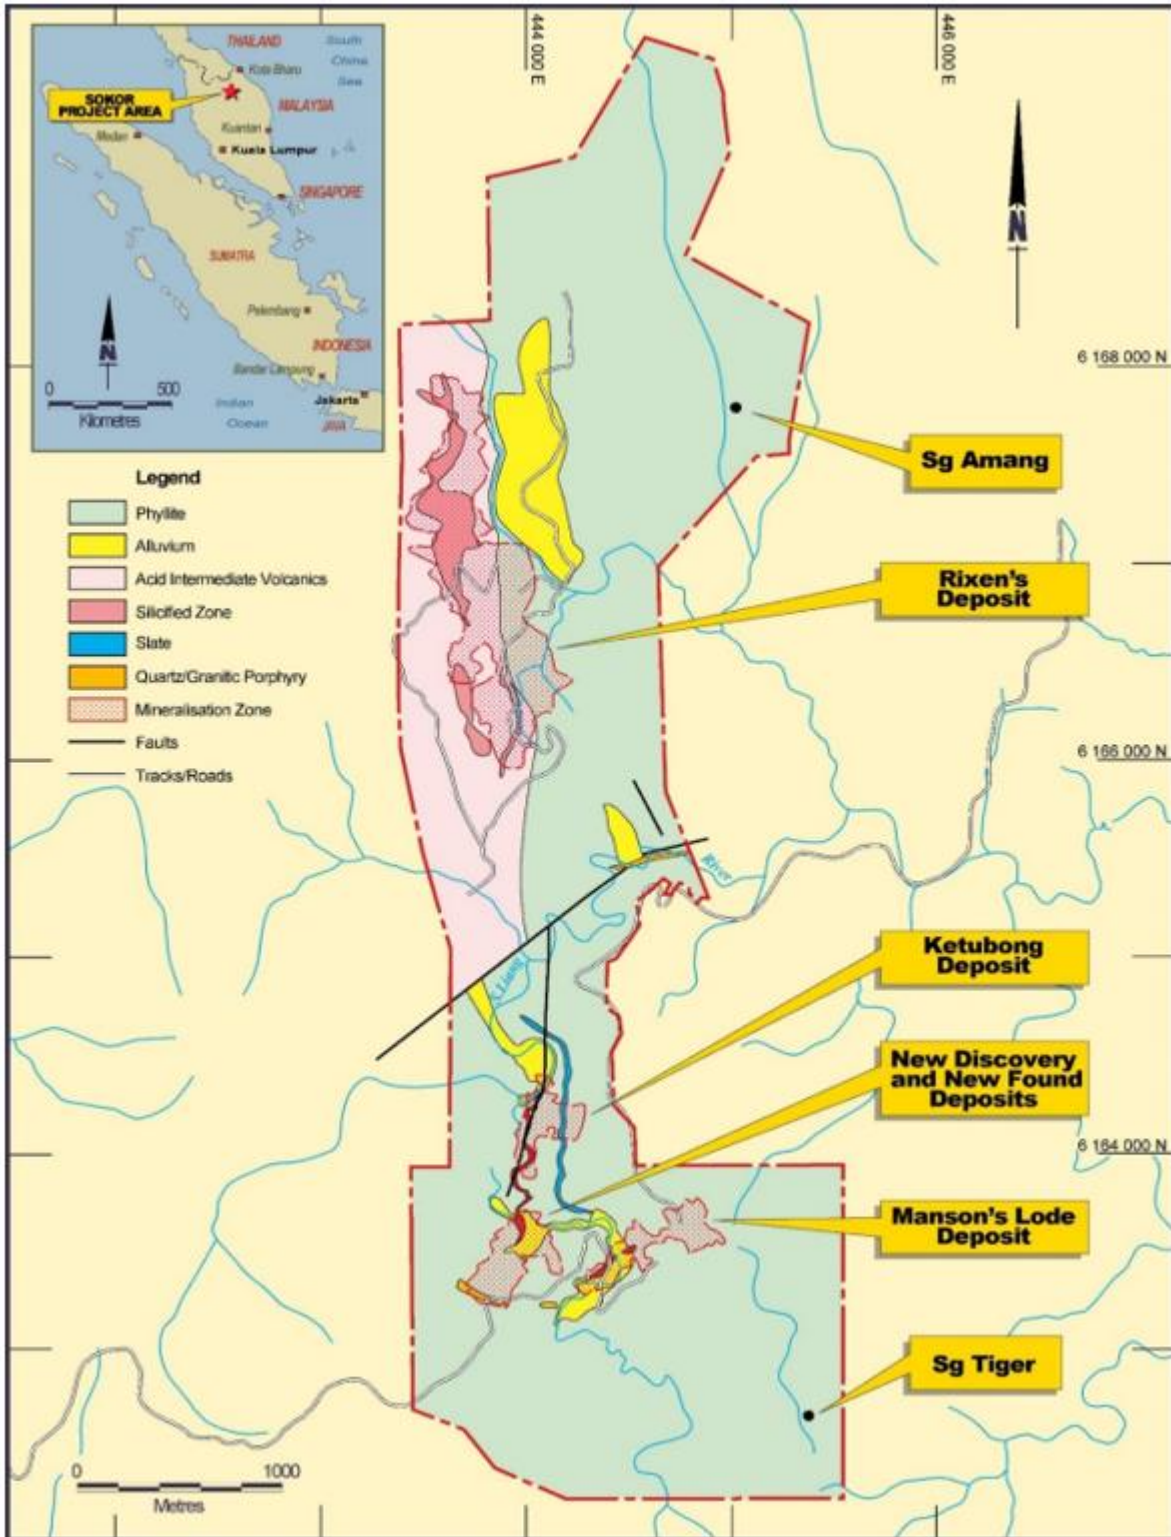 444 000 E
446 000 E
THAILAND
South
China
Sea
Kota Bharu
SOKOR
PROJECT AREA
MALAYSIA
Medan
Kuantan
Kuala Lumpur
SINGAPORE
SUMATRA
Pelembang
INDONESIA
Bandar Lampung
Jakarta
JAVA
Indian
Ocean
N
0 500
Kilometres
N
6 168 000 N
Sg Amang
Legend
Phyllite
Alluvium
Acid Intermediate Volcanics
Silicified Zone
Slate
Quartz/Granitic Porphyry
Mineralisation Zone
Faults
Tracks/Roads
Rixen's
Deposit
6 166 000 N
River
S. Liang
Ketubong
Deposit
New Discovery
and New Found
Deposits
6 164 000 N
Manson's Lode
Deposit
Sg Tiger
0 1000
Metres